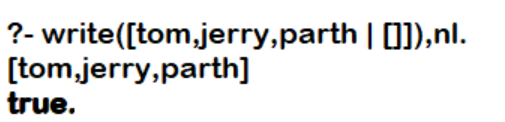 ?- write([tom,jerry,parth | []]),nl.
[tom,jerry,parth]
true.